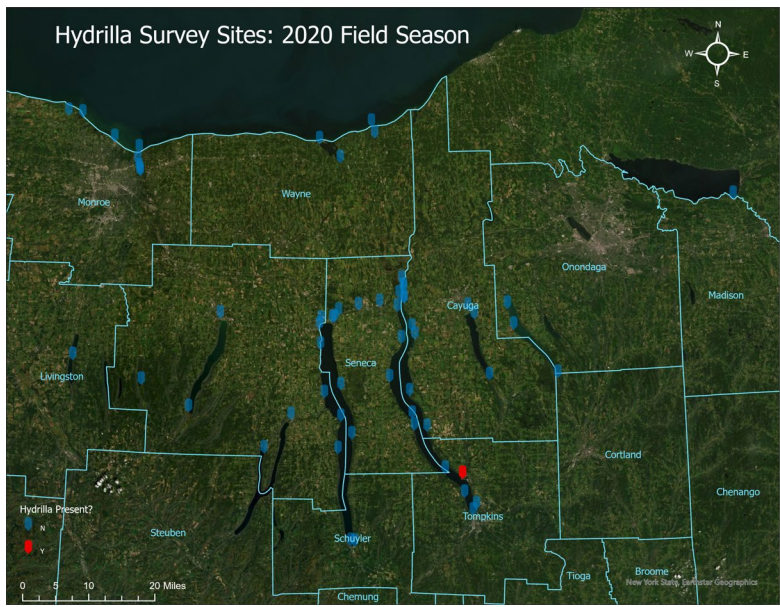 Hydrilla Survey Sites: 2020 Field Season
N
W
E
S
Monroe
Wayne
Onondaga
Cayuga
Madison
Livingston
Seneca
Cortland
Chenango
Hydrilla Present?
N
Y
Steuben
Schuyler
Tompkins
0 5 10 20 Miles
Chemung
Tioga
Broome
New York State, Earthstar Geographics